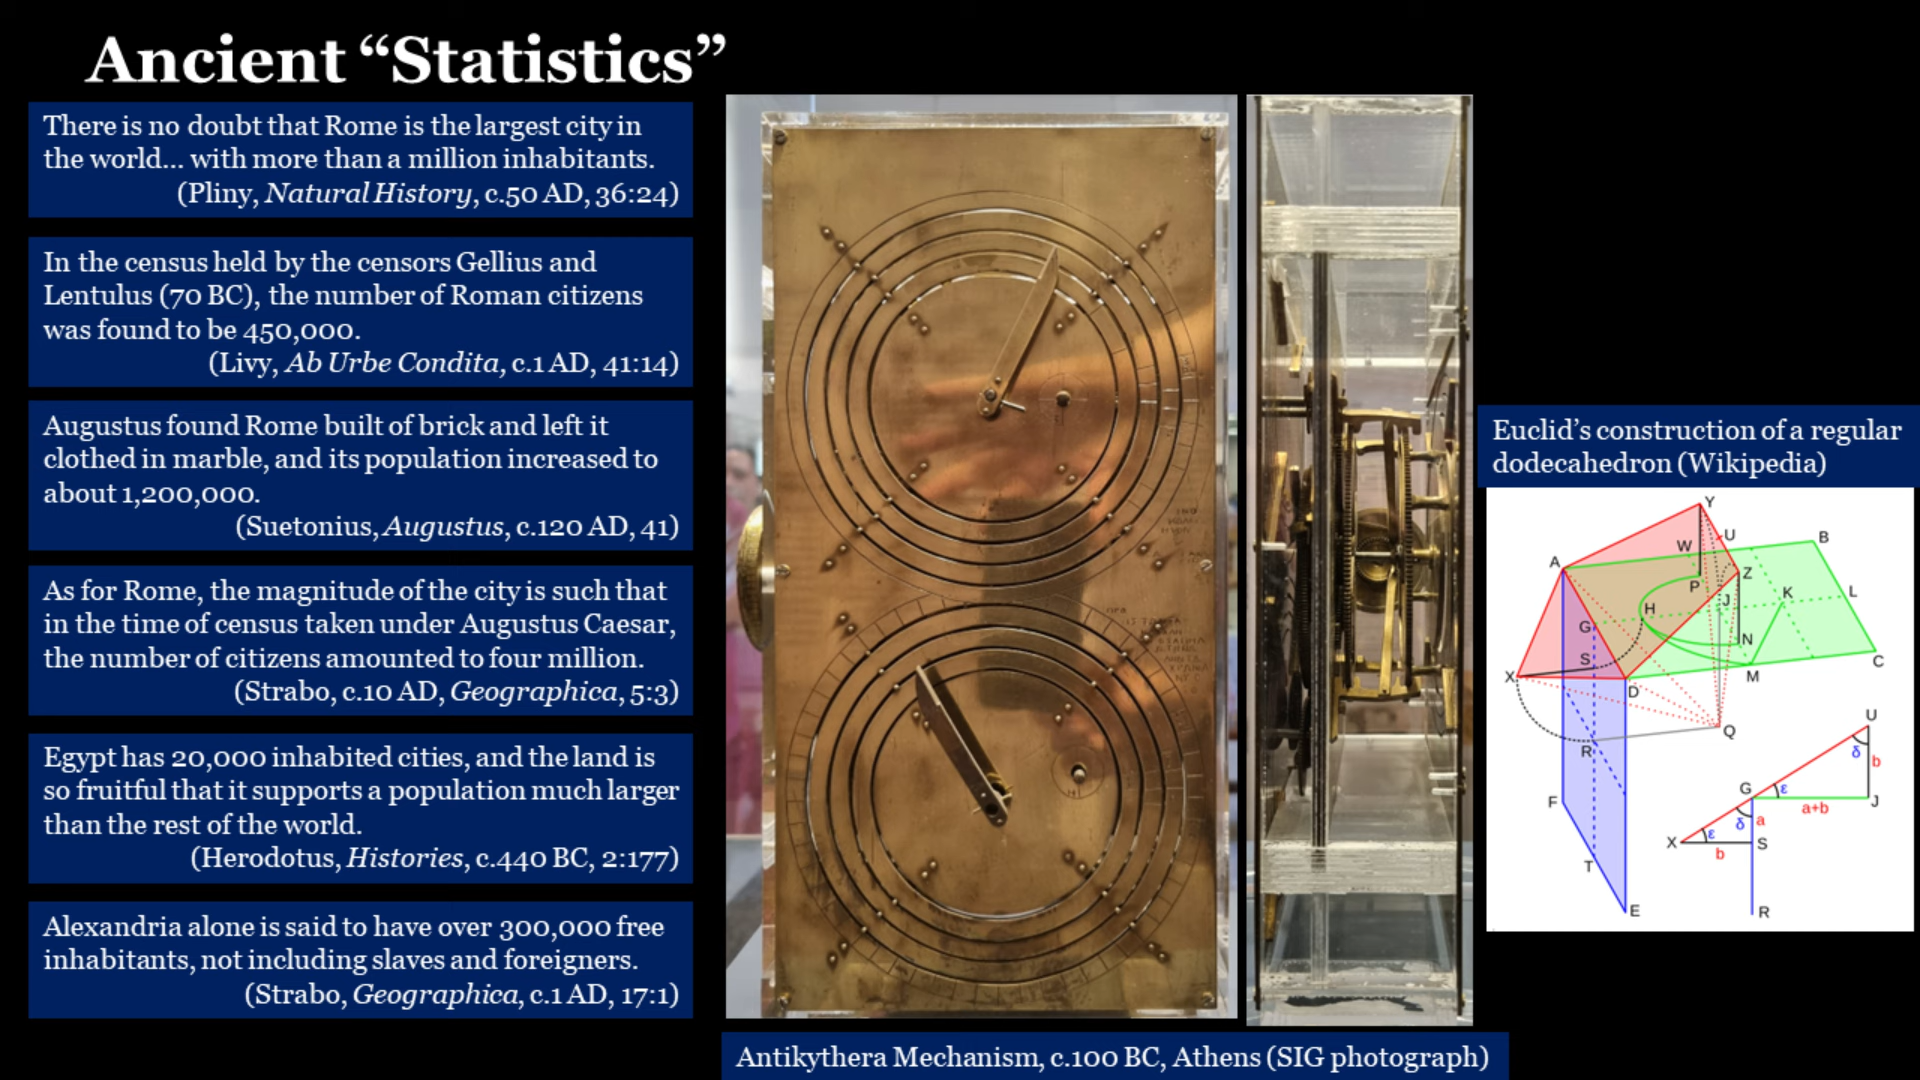 Ancient “Statistics”
There is no doubt that Rome is the largest city in
the world... with more than a million inhabitants.
(Pliny, Natural History, c.50 AD, 36:24)
In the census held by the censors Gellius and
Lentulus (70 BC), the number of Roman citizens
was found to be 450,000.
(Livy, Ab Urbe Condita, c.1 AD, 41:14)
Augustus found Rome built of brick and left it
clothed in marble, and its population increased to
about 1,200,000.
(Suetonius, Augustus, c.120 AD, 41)
As for Rome, the magnitude of the city is such that
in the time of census taken under Augustus Caesar,
the number of citizens amounted to four million.
(Strabo, c.10 AD, Geographica, 5:3)
Egypt has 20,000 inhabited cities, and the land is
so fruitful that it supports a population much larger
than the rest of the world.
(Herodotus, Histories, c.440 BC, 2:177)
Alexandria alone is said to have over 300,000 free
inhabitants, not including slaves and foreigners.
(Strabo, Geographica, c.1 AD, 17:1)
Antikythera Mechanism, c.100 BC, Athens (SIG photograph)
Euclid’s construction of a regular
dodecahedron (Wikipedia)
Y
U
W
B
A
Z
P
K
L
J
H
G
N
S
C
X
M
D
Q
R
F
T
E
U
δ
b
G
ε
J
a+b
δ
a
ε
X
S
b
R